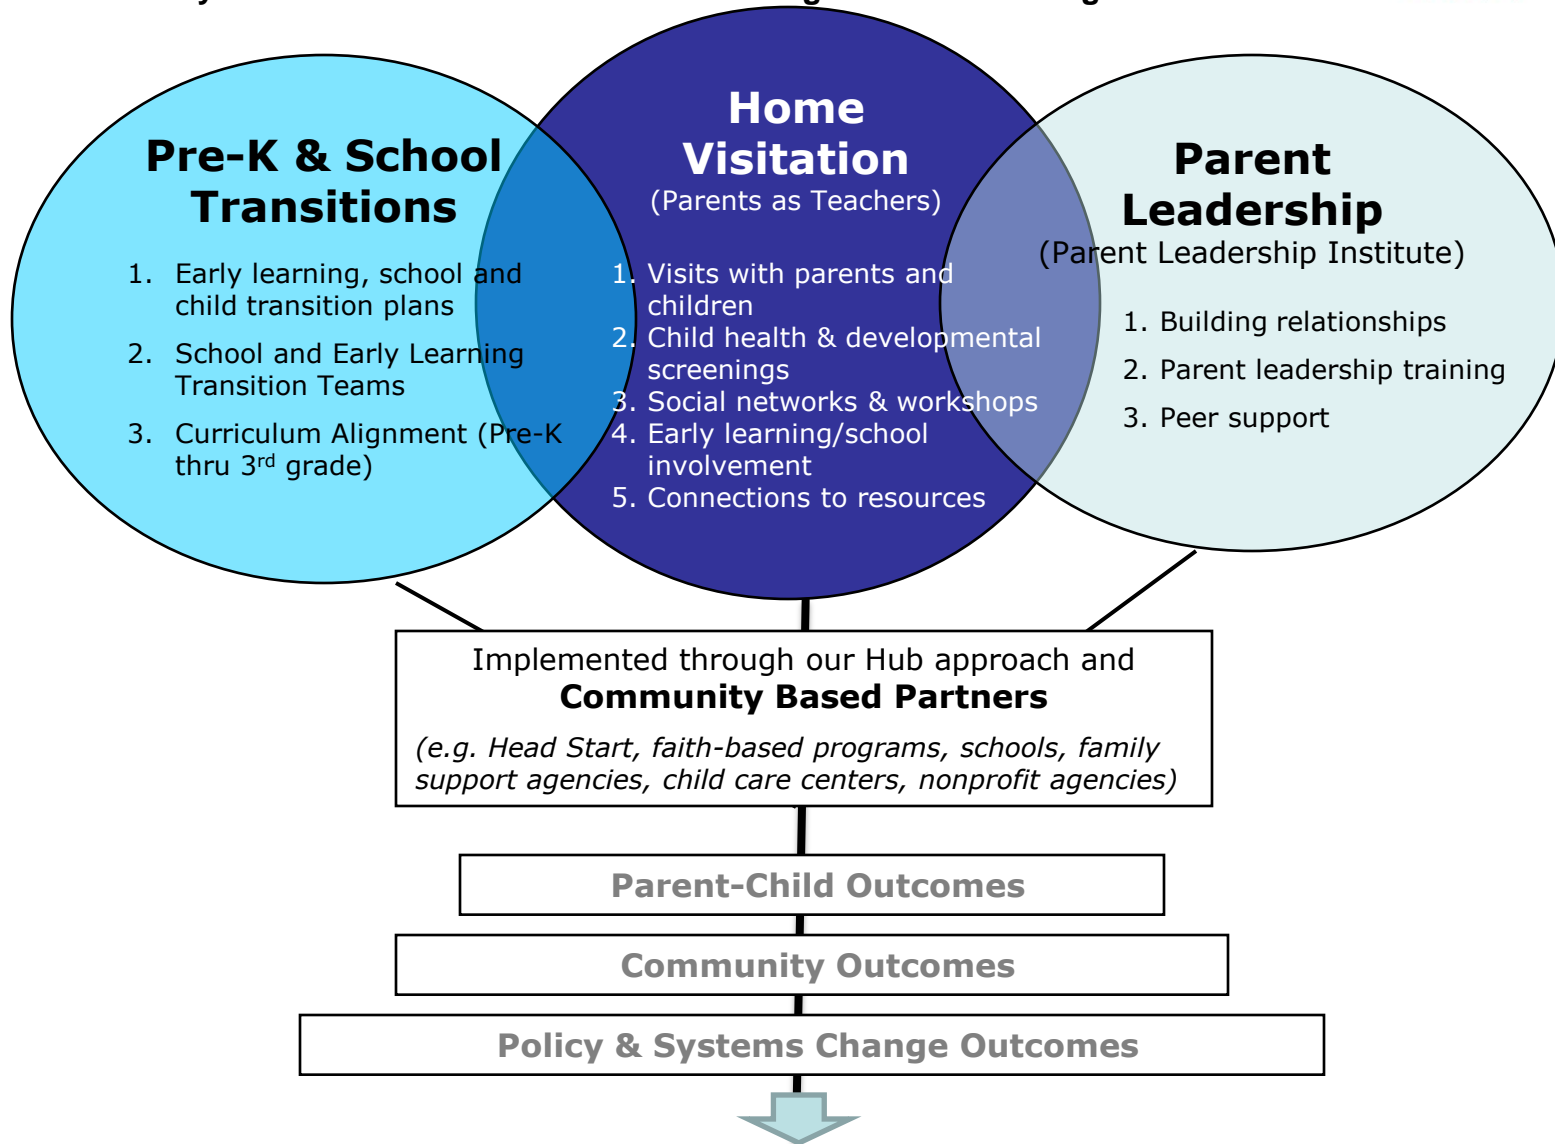 Pre-K & School
Transitions
1. Early learning, school and
child transition plans
2. School and Early Learning
Transition Teams
3. Curriculum Alignment (Pre-K
thru 3rd grade)
Home
Visitation
(Parents as Teachers)
1. Visits with parents and
children
2. Child health & developmental
screenings
3. Social networks & workshops
4. Early learning/school
involvement
5. Connections to resources
Parent
Leadership
(Parent Leadership Institute)
1. Building relationships
2. Parent leadership training
3. Peer support
Implemented through our Hub approach and
Community Based Partners
(e.g. Head Start, faith-based programs, schools, family
support agencies, child care centers, nonprofit agencies)
Parent-Child Outcomes
Community Outcomes
Policy & Systems Change Outcomes